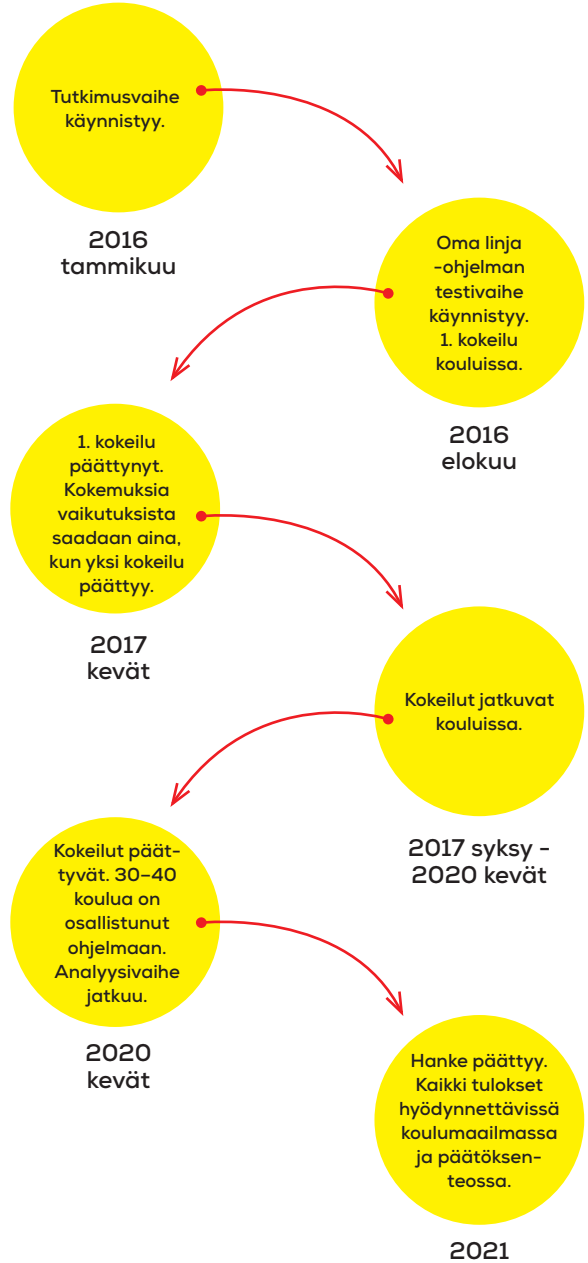 Tutkimusvaihe
käynnistyy.
2016
tammikuu
Oma linja
-ohjelman
testivaihe
käynnistyy.
1. kokeilu
kouluissa.
2016
elokuu
1. kokeilu
päättynyt.
Kokemuksia
vaikutuksista
saadaan aina,
kun yksi kokeilu
päättyy.
2017
kevät
Kokeilut jatkuvat
kouluissa.
2017 syksy -
2020 kevät
Kokeilut päät-
tyvät. 30–40
koulua on
osallistunut
ohjelmaan.
Analyysivaihe
jatkuu.
2020
kevät
Hanke päättyy.
Kaikki tulokset
hyödynnettävissä
koulumaailmassa
ja päätöksen-
teossa.
2021